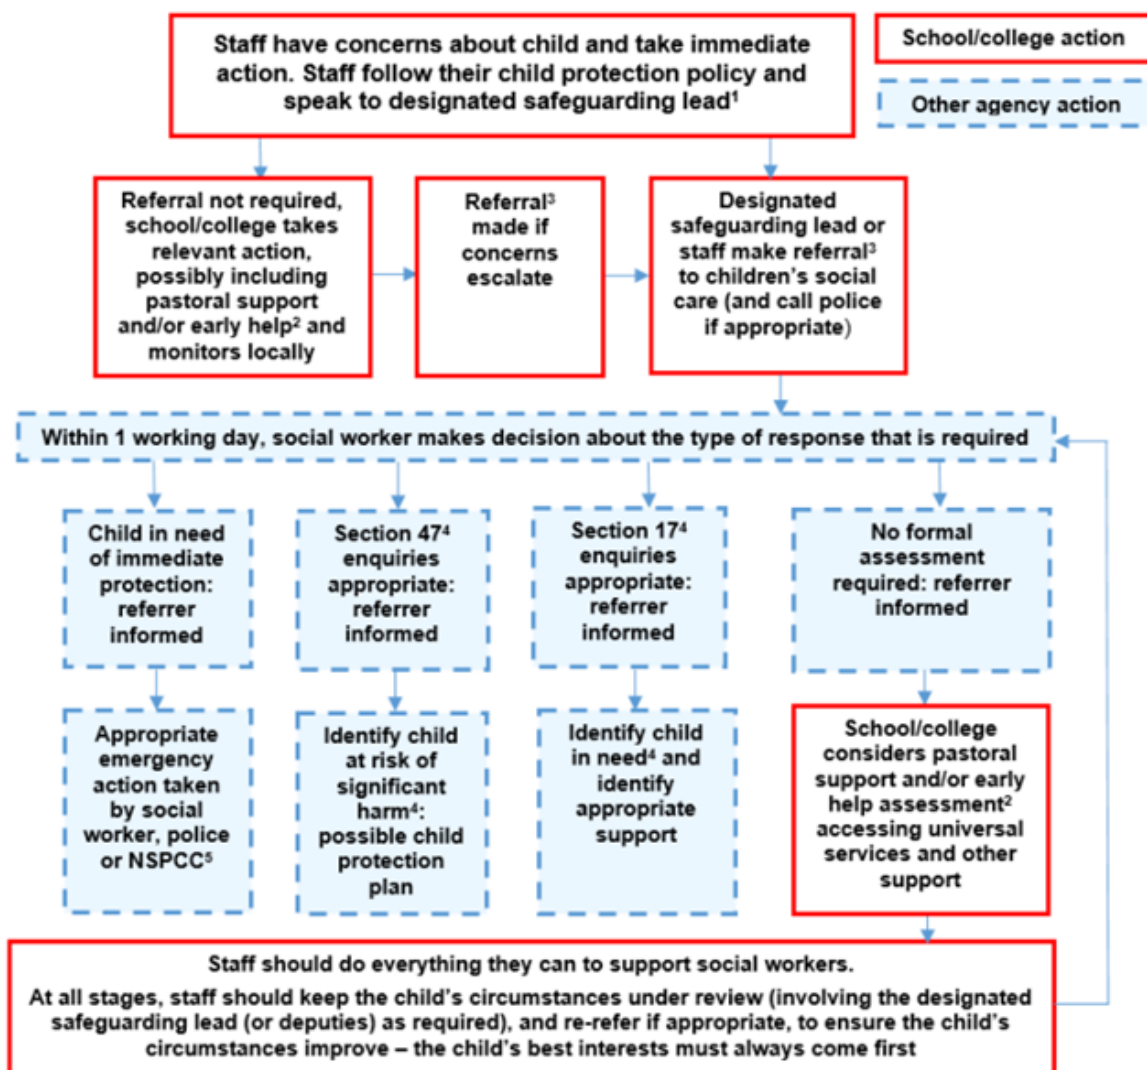 Staff have concerns about child and take immediate
action. Staff follow their child protection policy and
speak to designated safeguarding lead¹
School/college action
Other agency action
Referral not required,
school/college takes
relevant action,
possibly including
pastoral support
and/or early help² and
monitors locally
Referral³
made if
concerns
escalate
Designated
safeguarding lead or
staff make referral³
to children's social
care (and call police
if appropriate)
Within 1 working day, social worker makes decision about the type of response that is required
Child in need
of immediate
protection:
referrer
informed
Section 47⁴
enquiries
appropriate:
referrer
informed
Section 17⁴
enquiries
appropriate:
referrer
informed
No formal
assessment
required: referrer
informed
Appropriate
emergency
action taken
by social
worker, police
or NSPCC⁵
Identify child
at risk of
significant
harm⁴:
possible child
protection
plan
Identify child
in need⁴ and
identify
appropriate
support
School/college
considers pastoral
support and/or early
help assessment²
accessing universal
services and other
support
Staff should do everything they can to support social workers.
At all stages, staff should keep the child's circumstances under review (involving the designated
safeguarding lead (or deputies) as required), and re-refer if appropriate, to ensure the child's
circumstances improve – the child's best interests must always come first